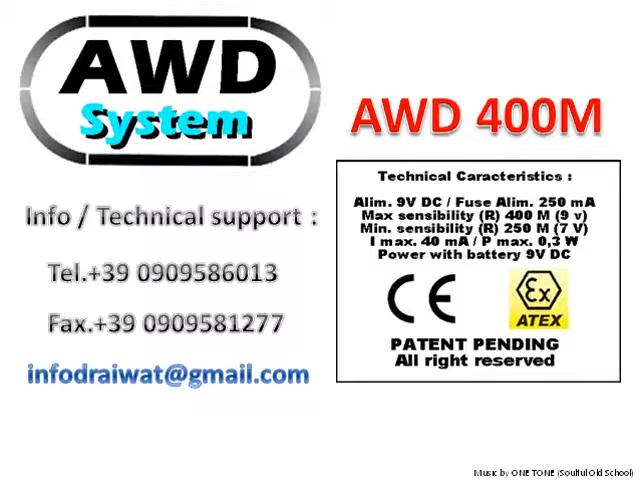 AWD
System
AWD 400M
Info / Technical support :
Tel.+39 0909586013
Fax.+39 0909581277
infodraiwat@gmail.com
Technical Caracteristics :
Alim. 9V DC / Fuse Alim. 250 mA
Max sensibility (R) 400 M (9 v)
Min. sensibility (R) 250 M (7 V)
I max. 40 mA / P max. 0,3 W
Power with battery 9V DC
CE
Ex
ATEX
PATENT PENDING
All right reserved
Music by ONE TONE (Soulful Old School)